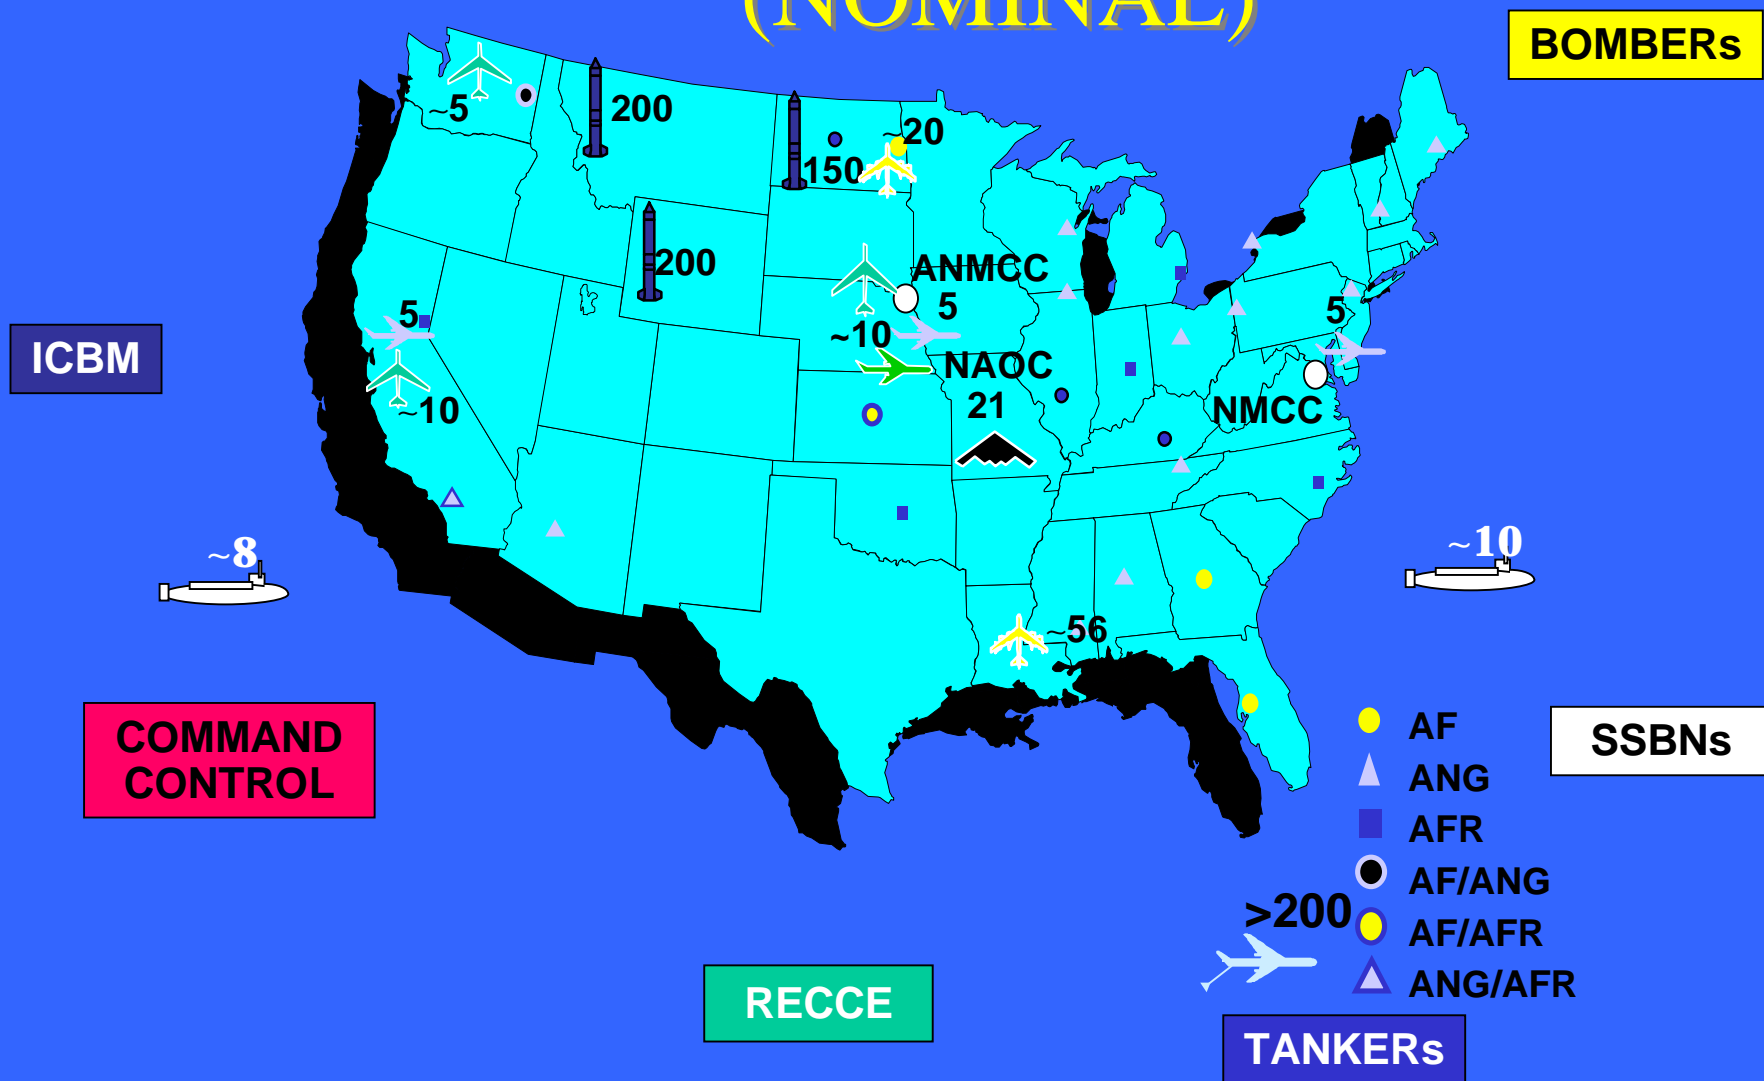 (NOMINAL)
BOMBERs
~5
200
150
~20
200
ANMCC
5
~10
NAOC
21
5
~10
5
NMCC
ICBM
~8
~10
~56
COMMAND
CONTROL
SSBNs
AF
ANG
AFR
AF/ANG
>200
AF/AFR
ANG/AFR
RECCE
TANKERs